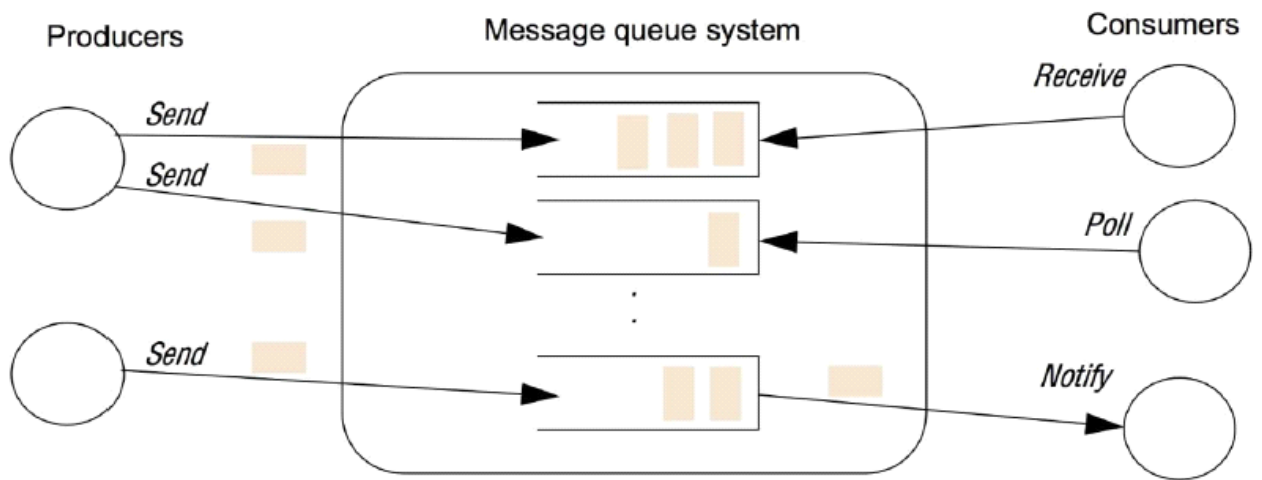 Producers
Message queue system
Consumers
Send
Receive
Send
Poll
Send
Notify